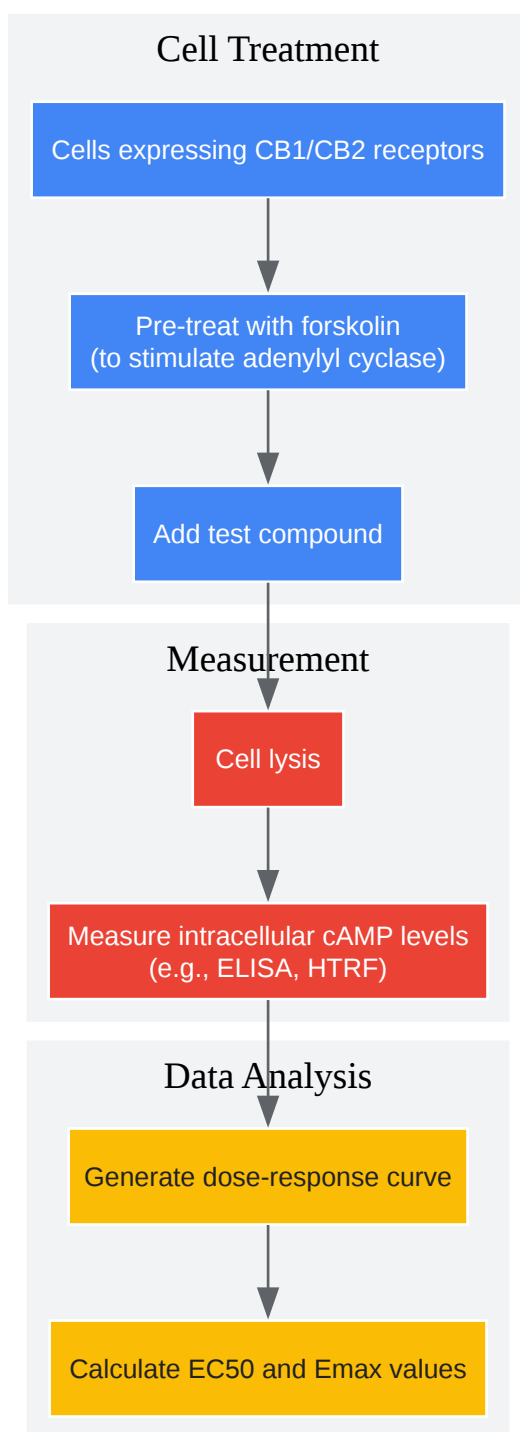 Cell Treatment
Cells expressing CB1/CB2 receptors
Pre-treat with forskolin
(to stimulate adenylyl cyclase)
Add test compound
Measurement
Cell lysis
Measure intracellular cAMP levels
(e.g., ELISA, HTRF)
Data Analysis
Generate dose-response curve
Calculate EC50 and Emax values